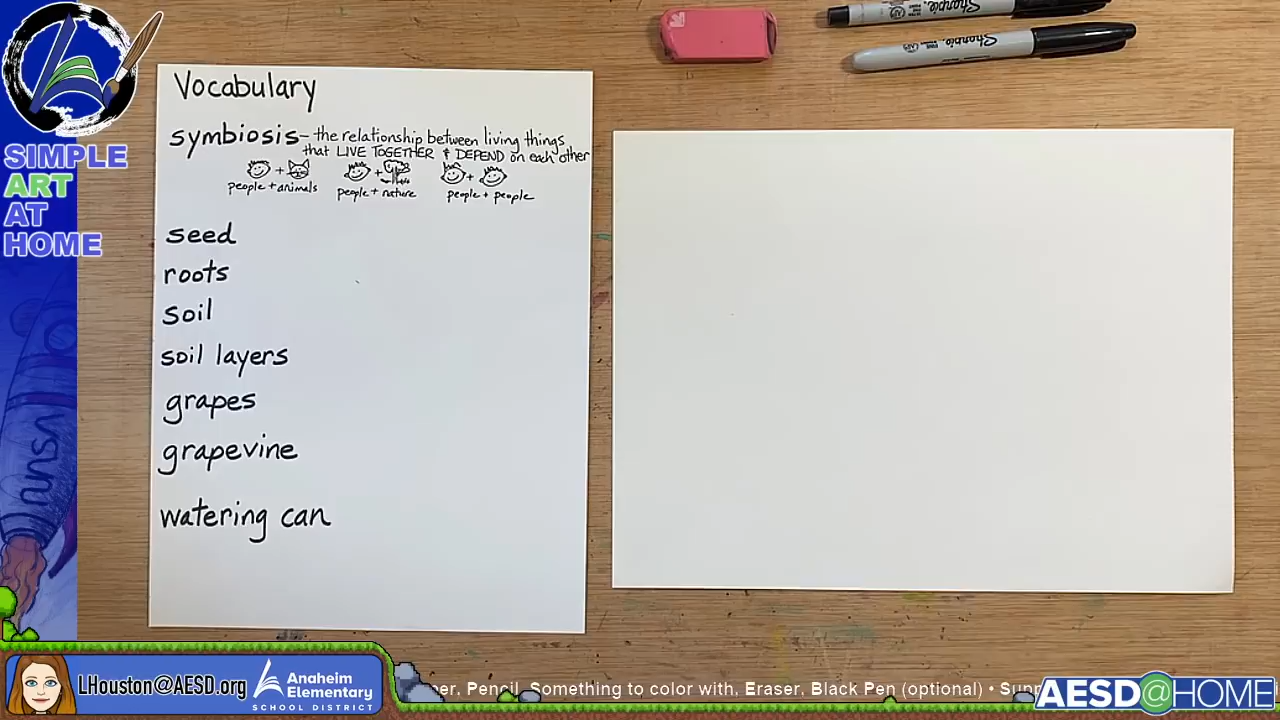 Vocabulary
symbiosis - the relationship between living things
that LIVE TOGETHER & DEPEND on each other
people + animals
people + nature
people + people
seed
roots
soil
soil layers
grapes
grapevine
watering can
Sharpie
Sharpie
SIMPLE
ART
AT
HOME
LHouston@AESD.org
Anaheim
Elementary
SCHOOL DISTRICT
Pencil. Something to color with, Eraser. Black Pen (optional) •
AESD@HOME